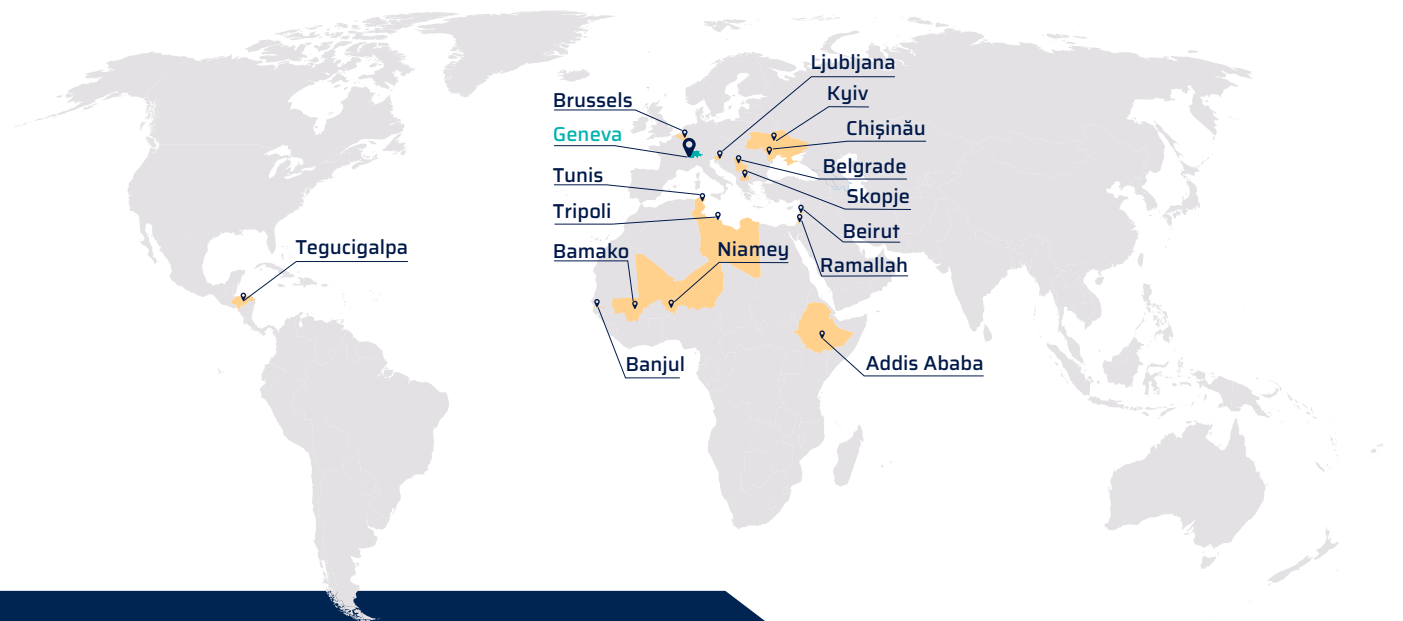 Ljubljana
Kyiv
Brussels
Chișinău
Geneva
Belgrade
Tunis
Skopje
Tripoli
Beirut
Tegucigalpa
Bamako
Niamey
Ramallah
Banjul
Addis Ababa